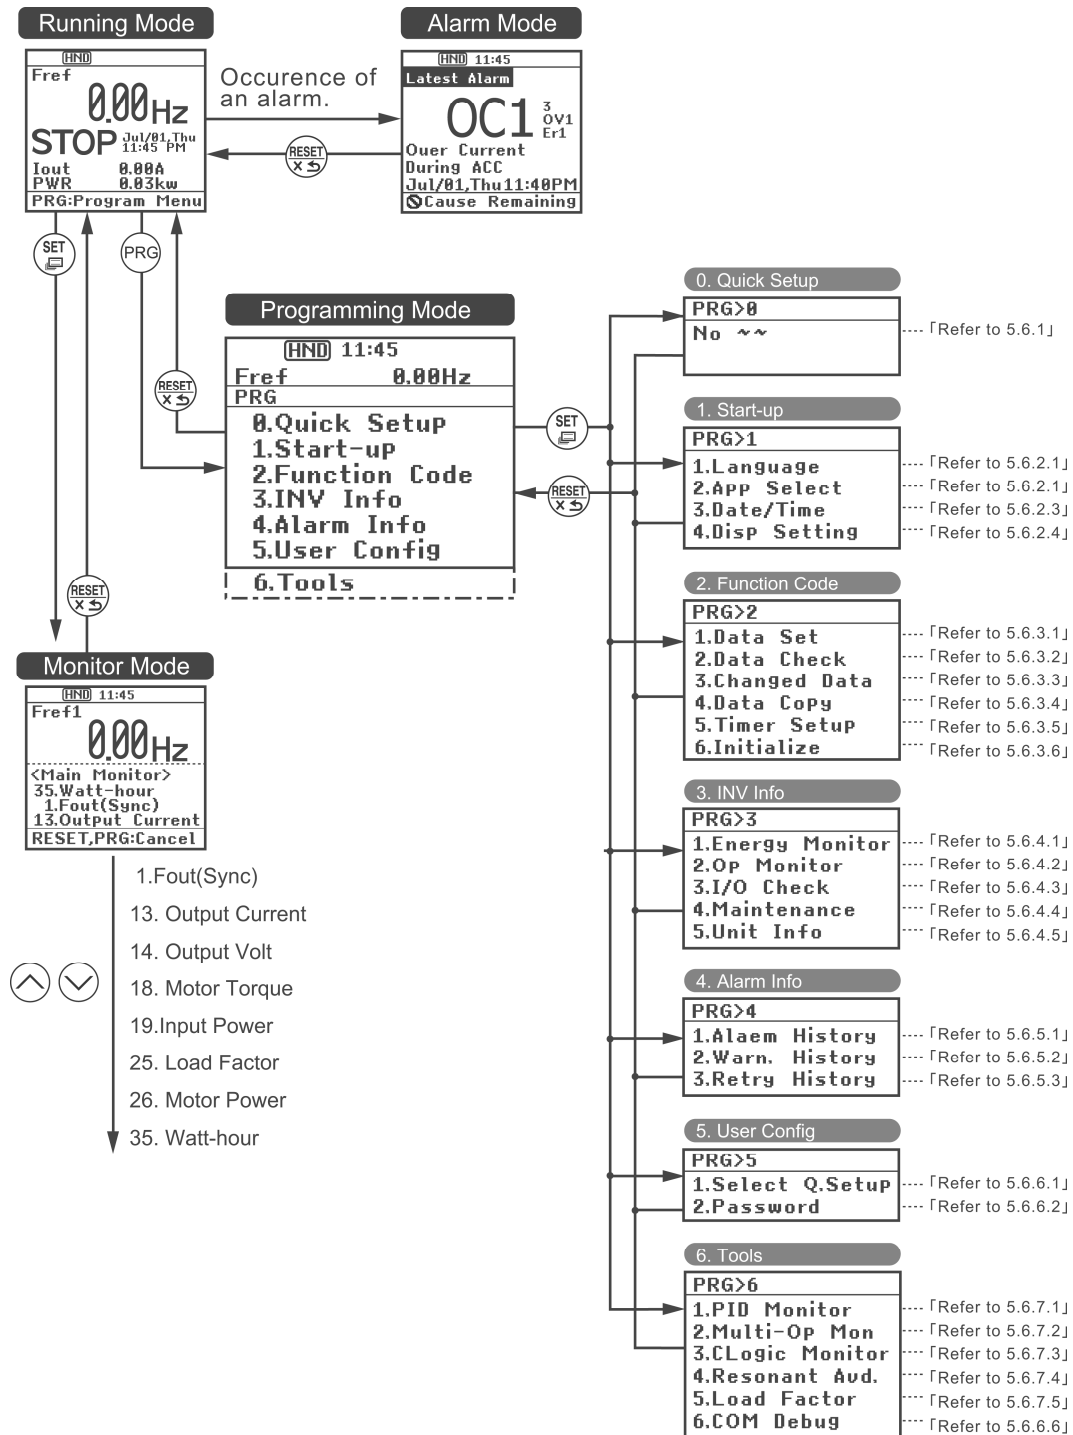 Running Mode
HND
Fref
0.00Hz
STOP Jul/01,Thu
11:45 PM
Iout 0.00A
PWR 0.03kw
PRG:Program Menu
Occurence of
an alarm.
RESET
Alarm Mode
HND 11:45
Latest Alarm
OC1
3
OV1
Er1
Ouer Current
During ACC
Jul/01,Thu11:40PM
Cause Remaining
SET
PRG
RESET
Programming Mode
HND 11:45
Fref 0.00Hz
PRG
0.Quick Setup
1.Start-up
2.Function Code
3.INV Info
4.Alarm Info
5.User Config
6.Tools
SET
RESET
RESET
Monitor Mode
HND 11:45
Fref1
0.00Hz
<Main Monitor>
35.Watt-hour
1.Fout(Sync)
13.Output Current
RESET,PRG:Cancel
1.Fout(Sync)
13. Output Current
14. Output Volt
18. Motor Torque
19.Input Power
25. Load Factor
26. Motor Power
35. Watt-hour
0. Quick Setup
PRG>0
No ~~ ---- 「Refer to 5.6.1」
1. Start-up
PRG>1
1.Language ---- 「Refer to 5.6.2.1」
2.App Select ---- 「Refer to 5.6.2.1」
3.Date/Time ---- 「Refer to 5.6.2.3」
4.Disp Setting ---- 「Refer to 5.6.2.4」
2. Function Code
PRG>2
1.Data Set ---- 「Refer to 5.6.3.1」
2.Data Check ---- 「Refer to 5.6.3.2」
3.Changed Data ---- 「Refer to 5.6.3.3」
4.Data Copy ---- 「Refer to 5.6.3.4」
5.Timer Setup ---- 「Refer to 5.6.3.5」
6.Initialize ---- 「Refer to 5.6.3.6」
3. INV Info
PRG>3
1.Energy Monitor ---- 「Refer to 5.6.4.1」
2.Op Monitor ---- 「Refer to 5.6.4.2」
3.I/O Check ---- 「Refer to 5.6.4.3」
4.Maintenance ---- 「Refer to 5.6.4.4」
5.Unit Info ---- 「Refer to 5.6.4.5」
4. Alarm Info
PRG>4
1.Alaem History ---- 「Refer to 5.6.5.1」
2.Warn. History ---- 「Refer to 5.6.5.2」
3.Retry History ---- 「Refer to 5.6.5.3」
5. User Config
PRG>5
1.Select Q.Setup ---- 「Refer to 5.6.6.1」
2.Password ---- 「Refer to 5.6.6.2」
6. Tools
PRG>6
1.PID Monitor ---- 「Refer to 5.6.7.1」
2.Multi-Op Mon ---- 「Refer to 5.6.7.2」
3.CLogic Monitor ---- 「Refer to 5.6.7.3」
4.Resonant Avd. ---- 「Refer to 5.6.7.4」
5.Load Factor ---- 「Refer to 5.6.7.5」
6.COM Debug ---- 「Refer to 5.6.6.6」